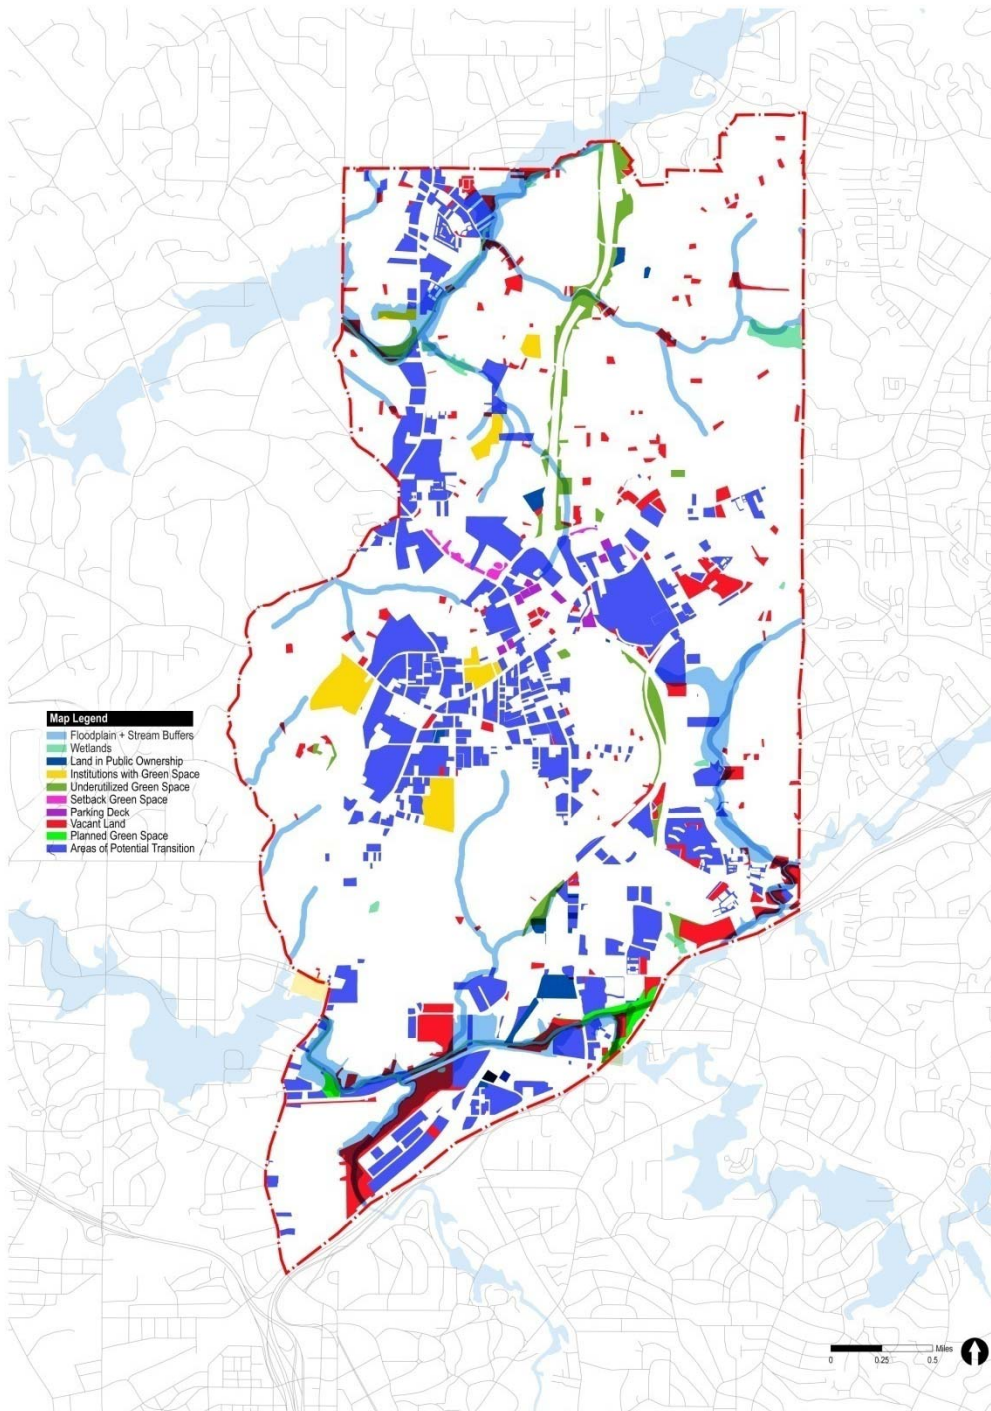 Map Legend
Floodplain + Stream Buffers
Wetlands
Land in Public Ownership
Institutions with Green Space
Underutilized Green Space
Setback Green Space
Parking Deck
Vacant Land
Planned Green Space
Areas of Potential Transition
Miles
0 0.25 0.5